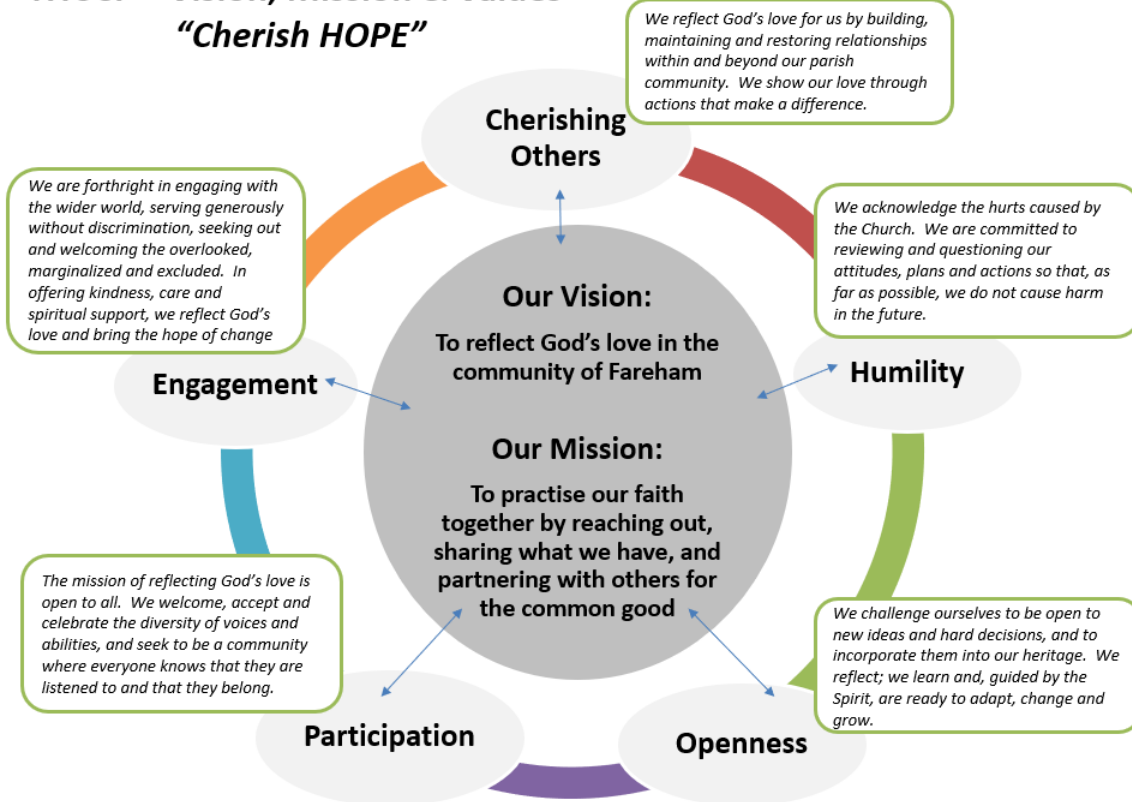 Vision, Mission & Values
“Cherish HOPE”
We reflect God’s love for us by building,
maintaining and restoring relationships
within and beyond our parish
community.  We show our love through
actions that make a difference.
Cherishing
Others
We are forthright in engaging with
the wider world, serving generously
without discrimination, seeking out
and welcoming the overlooked,
marginalized and excluded.  In
offering kindness, care and
spiritual support, we reflect God’s
love and bring the hope of change
We acknowledge the hurts caused by
the Church.  We are committed to
reviewing and questioning our
attitudes, plans and actions so that, as
far as possible, we do not cause harm
in the future.
Our Vision:
To reflect God’s love in the
community of Fareham
Engagement
Humility
Our Mission:
To practise our faith
together by reaching out,
sharing what we have, and
partnering with others for
the common good
The mission of reflecting God’s love is
open to all.  We welcome, accept and
celebrate the diversity of voices and
abilities, and seek to be a community
where everyone knows that they are
listened to and that they belong.
We challenge ourselves to be open to
new ideas and hard decisions, and to
incorporate them into our heritage.  We
reflect; we learn and, guided by the
Spirit, are ready to adapt, change and
grow.
Participation
Openness